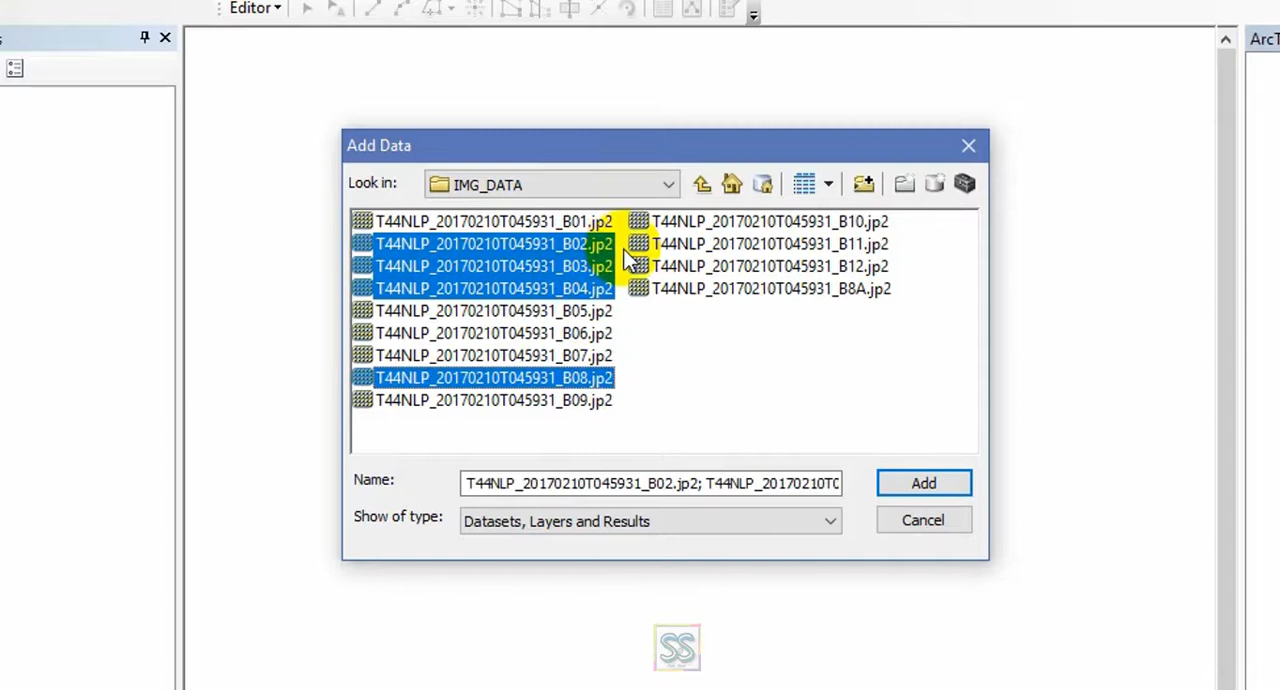 Editor
ArcT
Add Data
Look in: IMG_DATA
T44NLP_20170210T045931_B01.jp2 T44NLP_20170210T045931_B10.jp2
T44NLP_20170210T045931_B02.jp2 T44NLP_20170210T045931_B11.jp2
T44NLP_20170210T045931_B03.jp2 T44NLP_20170210T045931_B12.jp2
T44NLP_20170210T045931_B04.jp2 T44NLP_20170210T045931_B8A.jp2
T44NLP_20170210T045931_B05.jp2
T44NLP_20170210T045931_B06.jp2
T44NLP_20170210T045931_B07.jp2
T44NLP_20170210T045931_B08.jp2
T44NLP_20170210T045931_B09.jp2
Name: T44NLP_20170210T045931_B02.jp2; T44NLP_20170210T0 Add
Show of type: Datasets, Layers and Results Cancel
SS